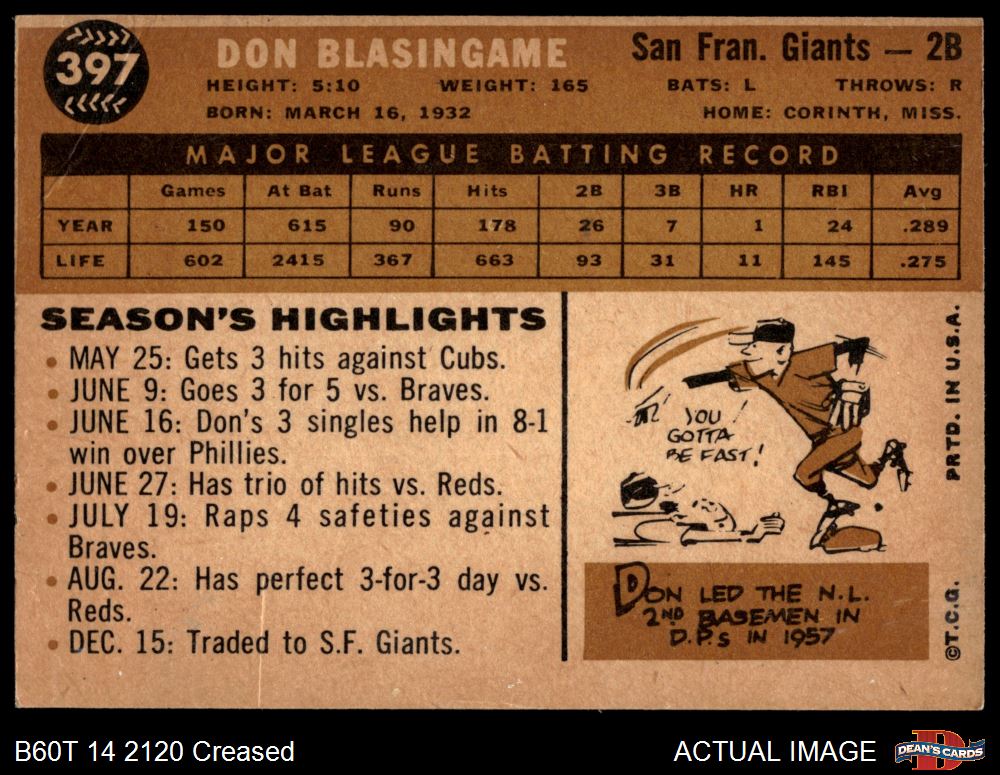 397
DON BLASINGAME
San Fran. Giants — 2B
HEIGHT: 5:10 WEIGHT: 165 BATS: L THROWS: R
BORN: MARCH 16, 1932 HOME: CORINTH, MISS.
MAJOR LEAGUE BATTING RECORD
Games At Bat Runs Hits 2B 3B HR RBI Avg
YEAR 150 615 90 178 26 7 1 24 .289
LIFE 602 2415 367 663 93 31 11 145 .275
SEASON'S HIGHLIGHTS
• MAY 25: Gets 3 hits against Cubs.
• JUNE 9: Goes 3 for 5 vs. Braves.
• JUNE 16: Don's 3 singles help in 8-1
win over Phillies.
• JUNE 27: Has trio of hits vs. Reds.
• JULY 19: Raps 4 safeties against
Braves.
• AUG. 22: Has perfect 3-for-3 day vs.
Reds.
• DEC. 15: Traded to S.F. Giants.
YOU
GOTTA
BE FAST!
DON LED THE N.L.
2ND BASEMEN IN
D.P.s IN 1957
©T.C.G. PRTD. IN U.S.A.
B60T 14 2120 Creased
ACTUAL IMAGE
D
DEAN'S CARDS